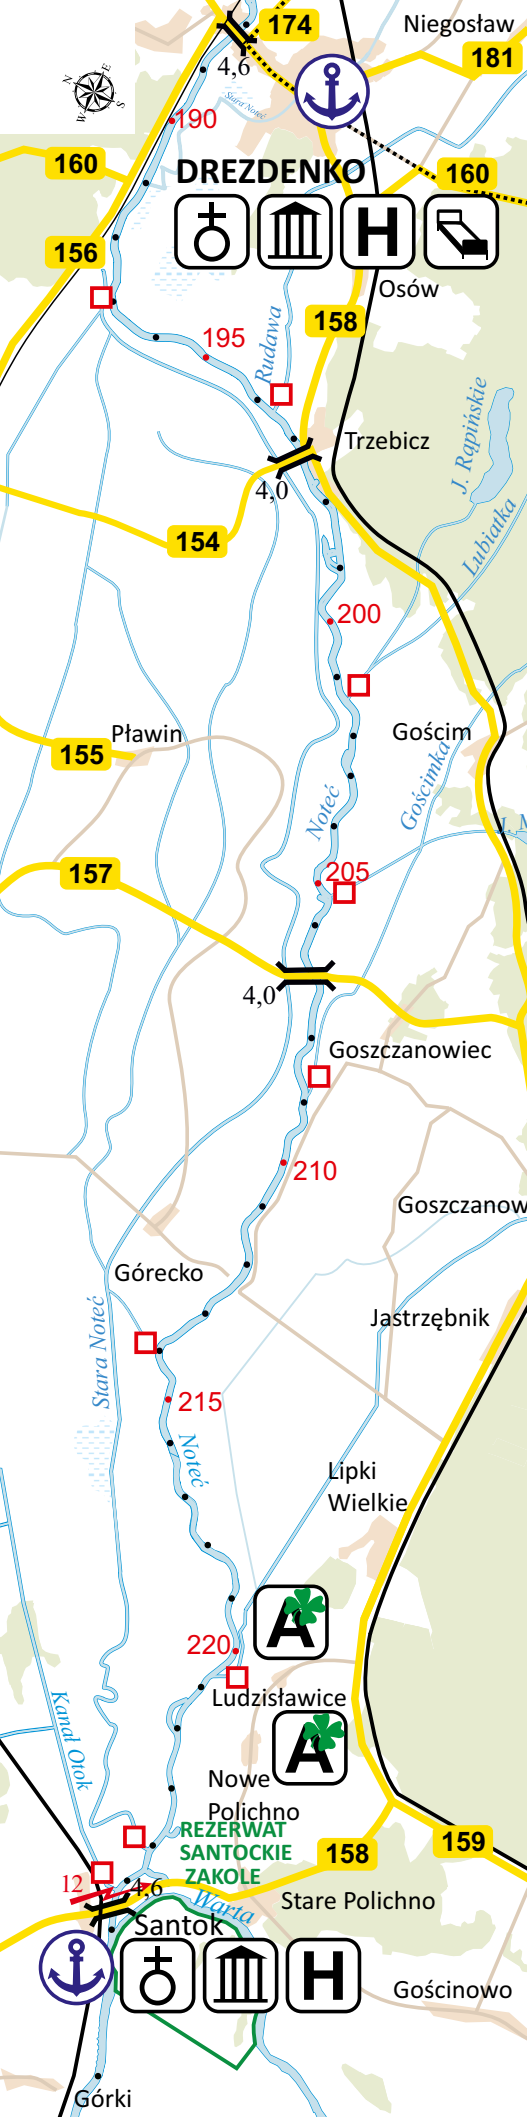 174
Niegosław
181
4,6
N
E
W
S
Stara Noteć
190
160
DREZDENKO
160
H
156
Osów
158
195
Rudawa
Trzebicz
J. Rąpińskie
4,0
154
Lubiatka
200
Pławin
155
Gościm
Noteć
Gościmka
J. M
157
205
4,0
Goszczanowiec
210
Goszczanow
Górecko
Stara Noteć
Jastrzębnik
215
Noteć
Lipki
Wielkie
A
220
Ludzisławice
Kanał Otok
A
Nowe
Polichno
REZERWAT
SANTOCKIE
ZAKOLE
158
159
12
4,6
Warta
Stare Polichno
Santok
H
Gościnowo
Górki